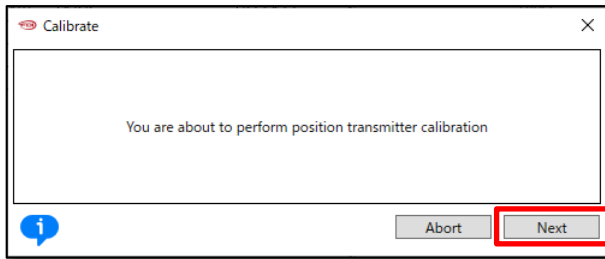 Calibrate
You are about to perform position transmitter calibration
Abort
Next